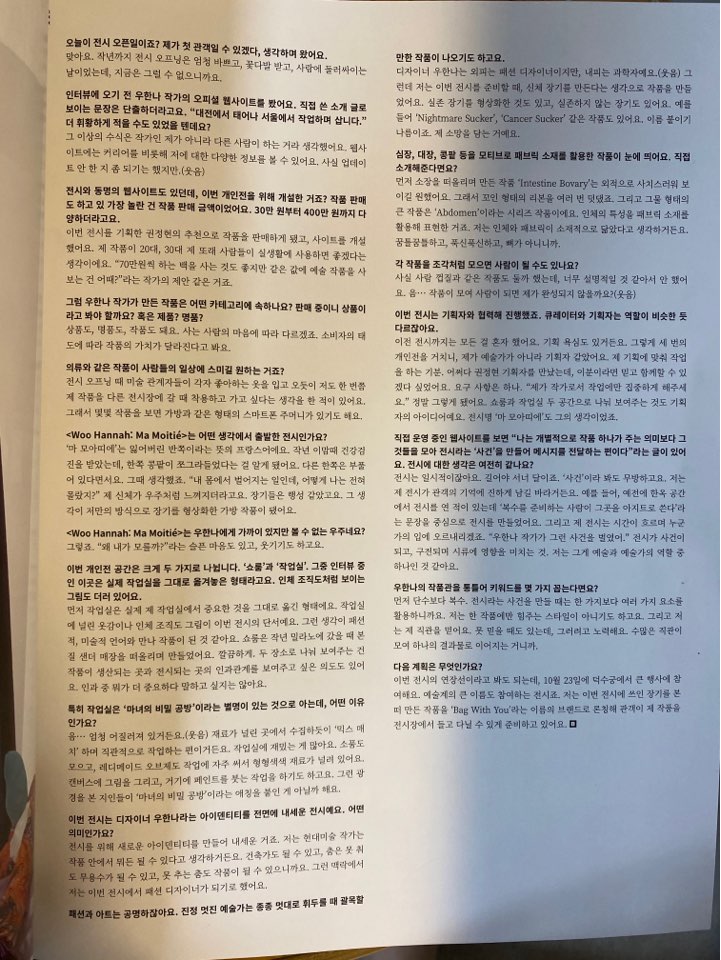 오늘이 전시 오픈일이죠? 제가 첫 관객일 수 있겠다, 생각하며 왔어요.
맞아요. 작년까지 전시 오프닝은 엄청 바쁘고, 꽃다발 받고, 사람에 둘러싸이는
날이었는데, 지금은 그럴 수 없으니까요.
인터뷰에 오기 전 우한나 작가의 오피셜 웹사이트를 봤어요. 직접 쓴 소개 글로
보이는 문장은 단출하더라고요. “대전에서 태어나 서울에서 작업하며 삽니다.”
더 휘황하게 적을 수도 있었을 텐데요?
그 이상의 수식은 작가인 제가 아니라 다른 사람이 하는 거라 생각했어요. 웹사
이트에는 커리어를 비롯해 저에 대한 다양한 정보를 볼 수 있어요. 사실 업데이
트 안 한 지 좀 되기는 했지만.(웃음)
전시와 동명의 웹사이트도 있던데, 이번 개인전을 위해 개설한 거죠? 작품 판매
도 하고 있 가장 놀란 건 작품 판매 금액이었어요. 30만 원부터 400만 원까지 다
양하더라고요.
이번 전시를 기획한 권정현의 추천으로 작품을 판매하게 됐고, 사이트를 개설
했어요. 제 작품이 20대, 30대 제 또래 사람들이 실생활에 사용하면 좋겠다는
생각이에요. “70만원씩 하는 백을 사는 것도 좋지만 같은 값에 예술 작품을 사
보는 건 어때?”라는 작가의 제안 같은 거죠.
그럼 우한나 작가가 만든 작품은 어떤 카테고리에 속하나요? 판매 중이니 상품이
라고 봐야 할까요? 혹은 제품? 명품?
상품도, 명품도, 작품도 돼요. 사는 사람의 마음에 따라 다르겠죠. 소비자의 태
도에 따라 작품의 가치가 달라진다고 봐요.
의류와 같은 작품이 사람들의 일상에 스미길 원하는 거죠?
전시 오프닝 때 미술 관계자들이 각자 좋아하는 옷을 입고 오듯이 저도 한 번쯤
제 작품을 다른 전시장에 갈 때 착용하고 가고 싶다는 생각을 한 적이 있어요.
그래서 몇몇 작품을 보면 가방과 같은 형태의 스마트폰 주머니가 있기도 해요.
<Woo Hannah: Ma Moitié>는 어떤 생각에서 출발한 전시인가요?
‘마 모아띠에’는 잃어버린 반쪽이라는 뜻의 프랑스어예요. 작년 이맘때 건강검
진을 받았는데, 한쪽 콩팥이 쪼그라들었다는 걸 알게 됐어요. 다른 한쪽은 부풀
어 있다면서요. 그때 생각했죠. “내 몸에서 벌어지는 일인데, 어떻게 나는 전혀
몰랐지?” 제 신체가 우주처럼 느껴지더라고요. 장기들은 행성 같았고요. 그 생
각이 저만의 방식으로 장기를 형상화한 가방 작품이 됐어요.
<Woo Hannah: Ma Moitié>는 우한나에게 가까이 있지만 볼 수 없는 우주네요?
그렇죠. “왜 내가 모를까?”라는 슬픈 마음도 있고, 웃기기도 하고요.
이번 개인전 공간은 크게 두 가지로 나뉩니다. ‘쇼룸’과 ‘작업실’. 그중 인터뷰 중
인 이곳은 실제 작업실을 그대로 옮겨놓은 형태라고요. 인체 조직도처럼 보이는
그림도 더러 있어요.
먼저 작업실은 실제 제 작업실에서 중요한 것을 그대로 옮긴 형태예요. 작업실
에 널린 옷감이나 인체 조직도 그림이 이번 전시의 단서예요. 그런 생각이 패션
적, 미술적 언어와 만나 작품이 된 것 같아요. 쇼룸은 작년 밀라노에 갔을 때 본
질 샌더 매장을 떠올리며 만들었어요. 깔끔하게. 두 장소로 나눠 보여주는 건
작품이 생산되는 곳과 전시되는 곳의 인과관계를 보여주고 싶은 의도도 있어
요. 인과 중 뭐가 더 중요하다 말하고 싶지는 않아요.
특히 작업실은 ‘마녀의 비밀 공방’이라는 별명이 있는 것으로 아는데, 어떤 이유
인가요?
음… 엄청 어질러져 있거든요.(웃음) 재료가 널린 곳에서 수집하듯이 ‘믹스 매
치’ 하며 직관적으로 작업하는 편이거든요. 작업실에 재밌는 게 많아요. 소품도
모으고, 레디메이드 오브제도 작업에 자주 써서 형형색색 재료가 널려 있어요.
캔버스에 그림을 그리고, 거기에 페인트를 붓는 작업을 하기도 하고요. 그런 광
경을 본 지인들이 ‘마녀의 비밀 공방’이라는 애칭을 붙인 게 아닐까 해요.
이번 전시는 디자이너 우한나라는 아이덴티티를 전면에 내세운 전시예요. 어떤
의미인가요?
전시를 위해 새로운 아이덴티티를 만들어 내세운 거죠. 저는 현대미술 작가는
작품 안에서 뭐든 될 수 있다고 생각하거든요. 건축가도 될 수 있고, 춤은 못 춰
도 무용수가 될 수 있고, 못 추는 춤도 작품이 될 수 있으니까요. 그런 맥락에서
저는 이번 전시에서 패션 디자이너가 되기로 했어요.
패션과 아트는 공명하잖아요. 진정 멋진 예술가는 종종 멋대로 휘두를 때 괄목할
만한 작품이 나오기도 하고요.
디자이너 우한나는 외피는 패션 디자이너이지만, 내피는 과학자예요.(웃음) 그
런데 저는 이번 전시를 준비할 때, 신체 장기를 만든다는 생각으로 작품을 만들
었어요. 실존 장기를 형상화한 것도 있고, 실존하지 않는 장기도 있어요. 예를
들어 ‘Nightmare Sucker’, ‘Cancer Sucker’ 같은 작품도 있어요. 이름 붙이기
나름이죠. 제 소망을 담는 거예요.
심장, 대장, 콩팥 등을 모티브로 패브릭 소재를 활용한 작품이 눈에 띄어요. 직접
소개해준다면요?
먼저 소장을 떠올리며 만든 작품 ‘Intestine Bovary’는 외적으로 사치스러워 보
이길 원했어요. 그래서 꼬인 형태의 리본을 여러 번 덧댔죠. 그리고 그물 형태의
큰 작품은 ‘Abdomen’이라는 시리즈 작품이에요. 인체의 특성을 패브릭 소재를
활용해 표현한 거죠. 저는 인체와 패브릭이 소재적으로 닮았다고 생각하거든요.
꿈틀꿈틀하고, 푹신푹신하고, 뼈가 아니니까.
각 작품을 조각처럼 모으면 사람이 될 수도 있나요?
사실 사람 껍질과 같은 작품도 둘까 했는데, 너무 설명적일 것 같아서 안 했어
요. 음… 작품이 모여 사람이 되면 제가 완성되지 않을까요?(웃음)
이번 전시는 기획자와 협력해 진행했죠. 큐레이터와 기획자는 역할이 비슷한 듯
다르잖아요.
이전 전시까지는 모든 걸 혼자 했어요. 기획 욕심도 있거든요. 그렇게 세 번의
개인전을 거치니, 제가 예술가가 아니라 기획자 같았어요. 제 기획에 맞춰 작업
을 하는 기분. 어쩌다 권정현 기획자를 만났는데, 이분이라면 믿고 함께할 수 있
겠다 싶었어요. 요구 사항은 하나. “제가 작가로서 작업에만 집중하게 해주세
요.” 정말 그렇게 됐어요. 쇼룸과 작업실 두 공간으로 나눠 보여주는 것도 기획
자의 아이디어예요. 전시명 ‘마 모아띠에’도 그의 생각이었죠.
직접 운영 중인 웹사이트를 보면 “나는 개별적으로 작품 하나가 주는 의미보다 그
것들을 모아 전시라는 ‘사건’을 만들어 메시지를 전달하는 편이다”라는 글이 있어
요. 전시에 대한 생각은 여전히 같나요?
전시는 일시적이잖아요. 길어야 서너 달이죠. ‘사건’이라 봐도 무방하고요. 저는
제 전시가 관객의 기억에 진하게 남길 바라거든요. 예를 들어, 예전에 한옥 공간
에서 전시를 연 적이 있는데 ‘복수를 준비하는 사람이 그곳을 아지트로 쓴다’라
는 문장을 중심으로 전시를 만들었어요. 그리고 제 전시는 시간이 흐르며 누군
가의 입에 오르내리겠죠. “우한나 작가가 그런 사건을 벌였어.” 전시가 사건이
되고, 구전되며 시류에 영향을 미치는 것. 저는 그게 예술과 예술가의 역할 중
하나인 것 같아요.
우한나의 작품관을 통틀어 키워드를 몇 가지 꼽는다면요?
먼저 단수보다 복수. 전시라는 사건을 만들 때는 한 가지보다 여러 가지 요소를
활용하니까요. 저는 한 작품에만 힘주는 스타일이 아니기도 하고요. 그리고 저
는 제 직관을 믿어요. 못 믿을 때도 있는데, 그러려고 노력해요. 수많은 직관이
모여 하나의 결과물로 이어지는 거니까.
다음 계획은 무엇인가요?
이번 전시의 연장선이라고 봐도 되는데, 10월 23일에 덕수궁에서 큰 행사에 참
여해요. 예술계의 큰 이름도 참여하는 전시죠. 저는 이번 전시에 쓰인 장기를 본
떠 만든 작품을 ‘Bag With You’라는 이름의 브랜드로 론칭해 관객이 제 작품을
전시장에서 들고 다닐 수 있게 준비하고 있어요.